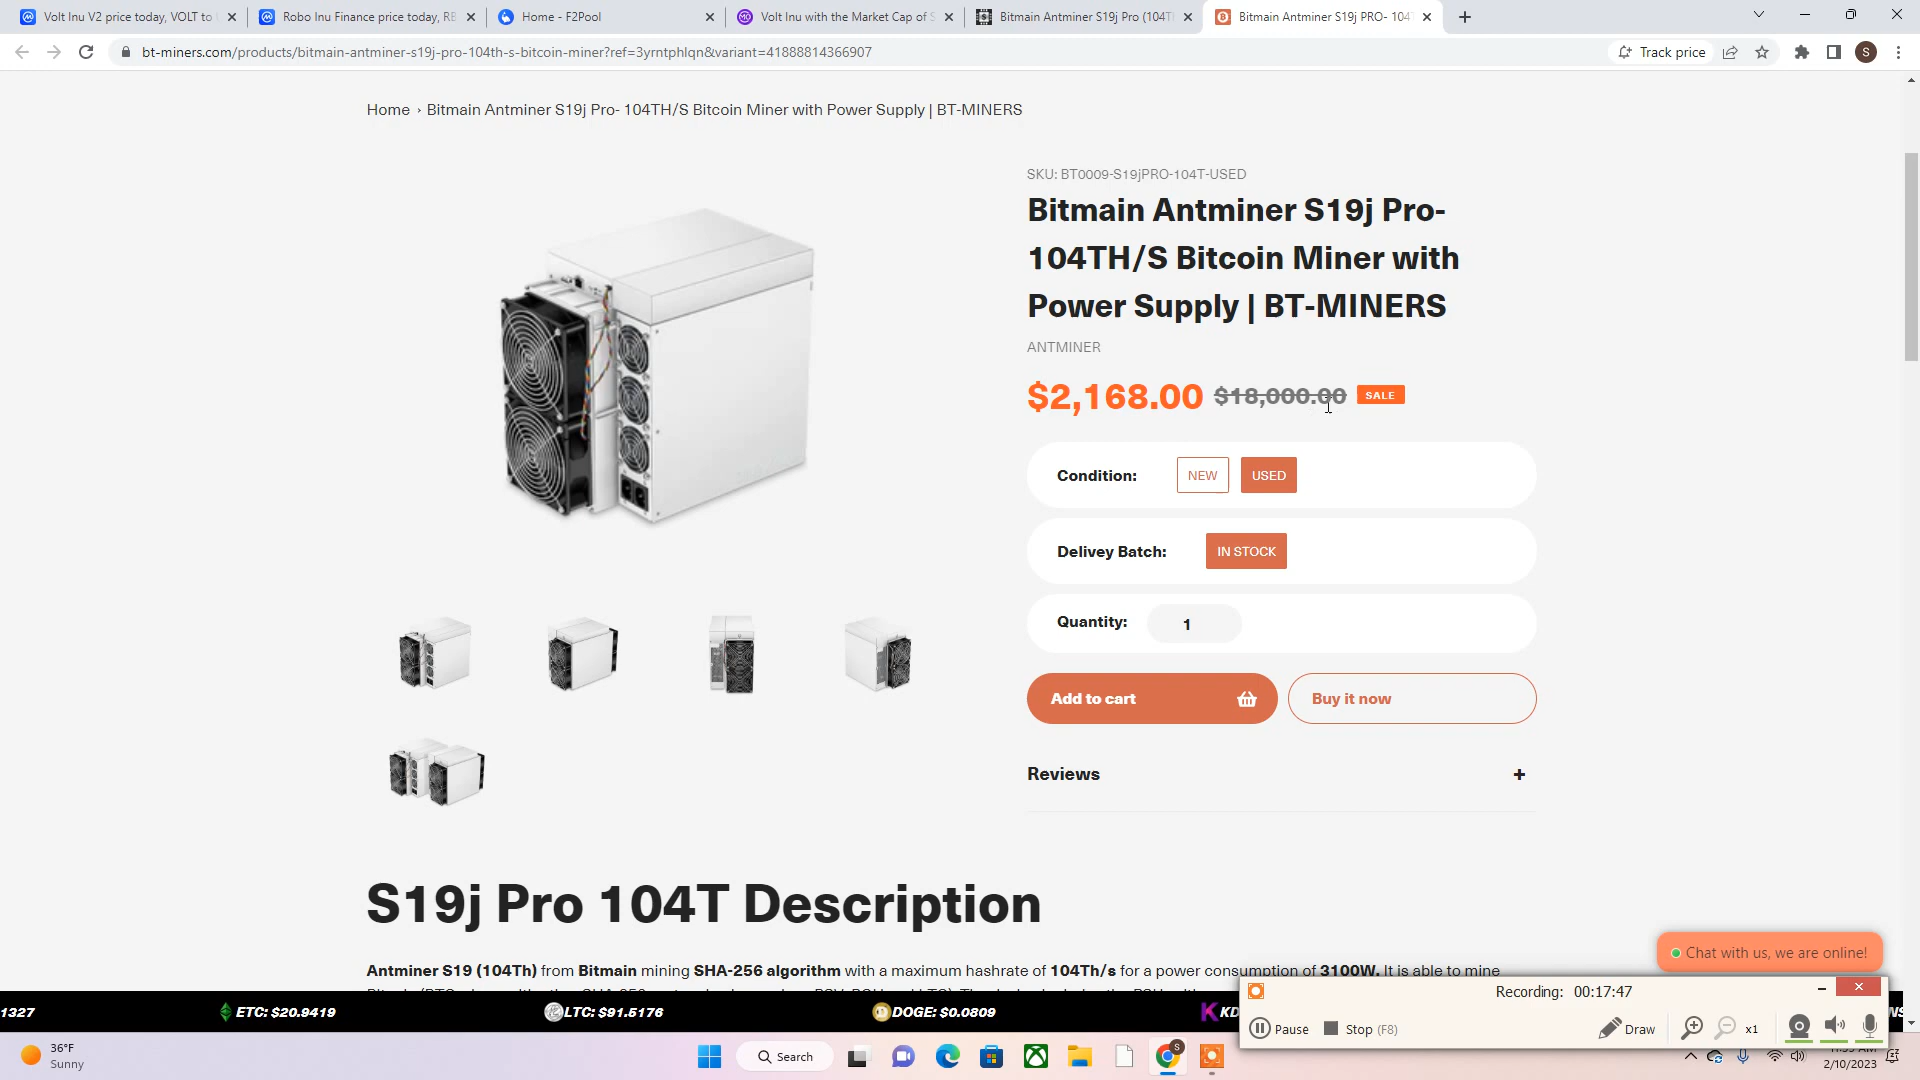 Volt Inu V2 price today, VOLT to
Robo Inu Finance price today, RB
Home - F2Pool
Volt Inu with the Market Cap of S
Bitmain Antminer S19j Pro (104T
Bitmain Antminer S19j PRO- 104
bt-miners.com/products/bitmain-antminer-s19j-pro-104th-s-bitcoin-miner?ref=3yrntphlqn&variant=41888814366907
Track price
S
Home › Bitmain Antminer S19j Pro- 104TH/S Bitcoin Miner with Power Supply | BT-MINERS
SKU: BT0009-S19jPRO-104T-USED
Bitmain Antminer S19j Pro-
104TH/S Bitcoin Miner with
Power Supply | BT-MINERS
ANTMINER
$2,168.00 $18,000.00 SALE
Condition: NEW USED
Delivey Batch: IN STOCK
Quantity: 1
Add to cart
Buy it now
Reviews +
S19j Pro 104T Description
Antminer S19 (104Th) from Bitmain mining SHA-256 algorithm with a maximum hashrate of 104Th/s for a power consumption of 3100W. It is able to mine
Chat with us, we are online!
1327
ETC: $20.9419
LTC: $91.5176
DOGE: $0.0809
KD
Recording: 00:17:47
Pause
Stop (F8)
Draw
x1
36°F
Sunny
Search
2/10/2023